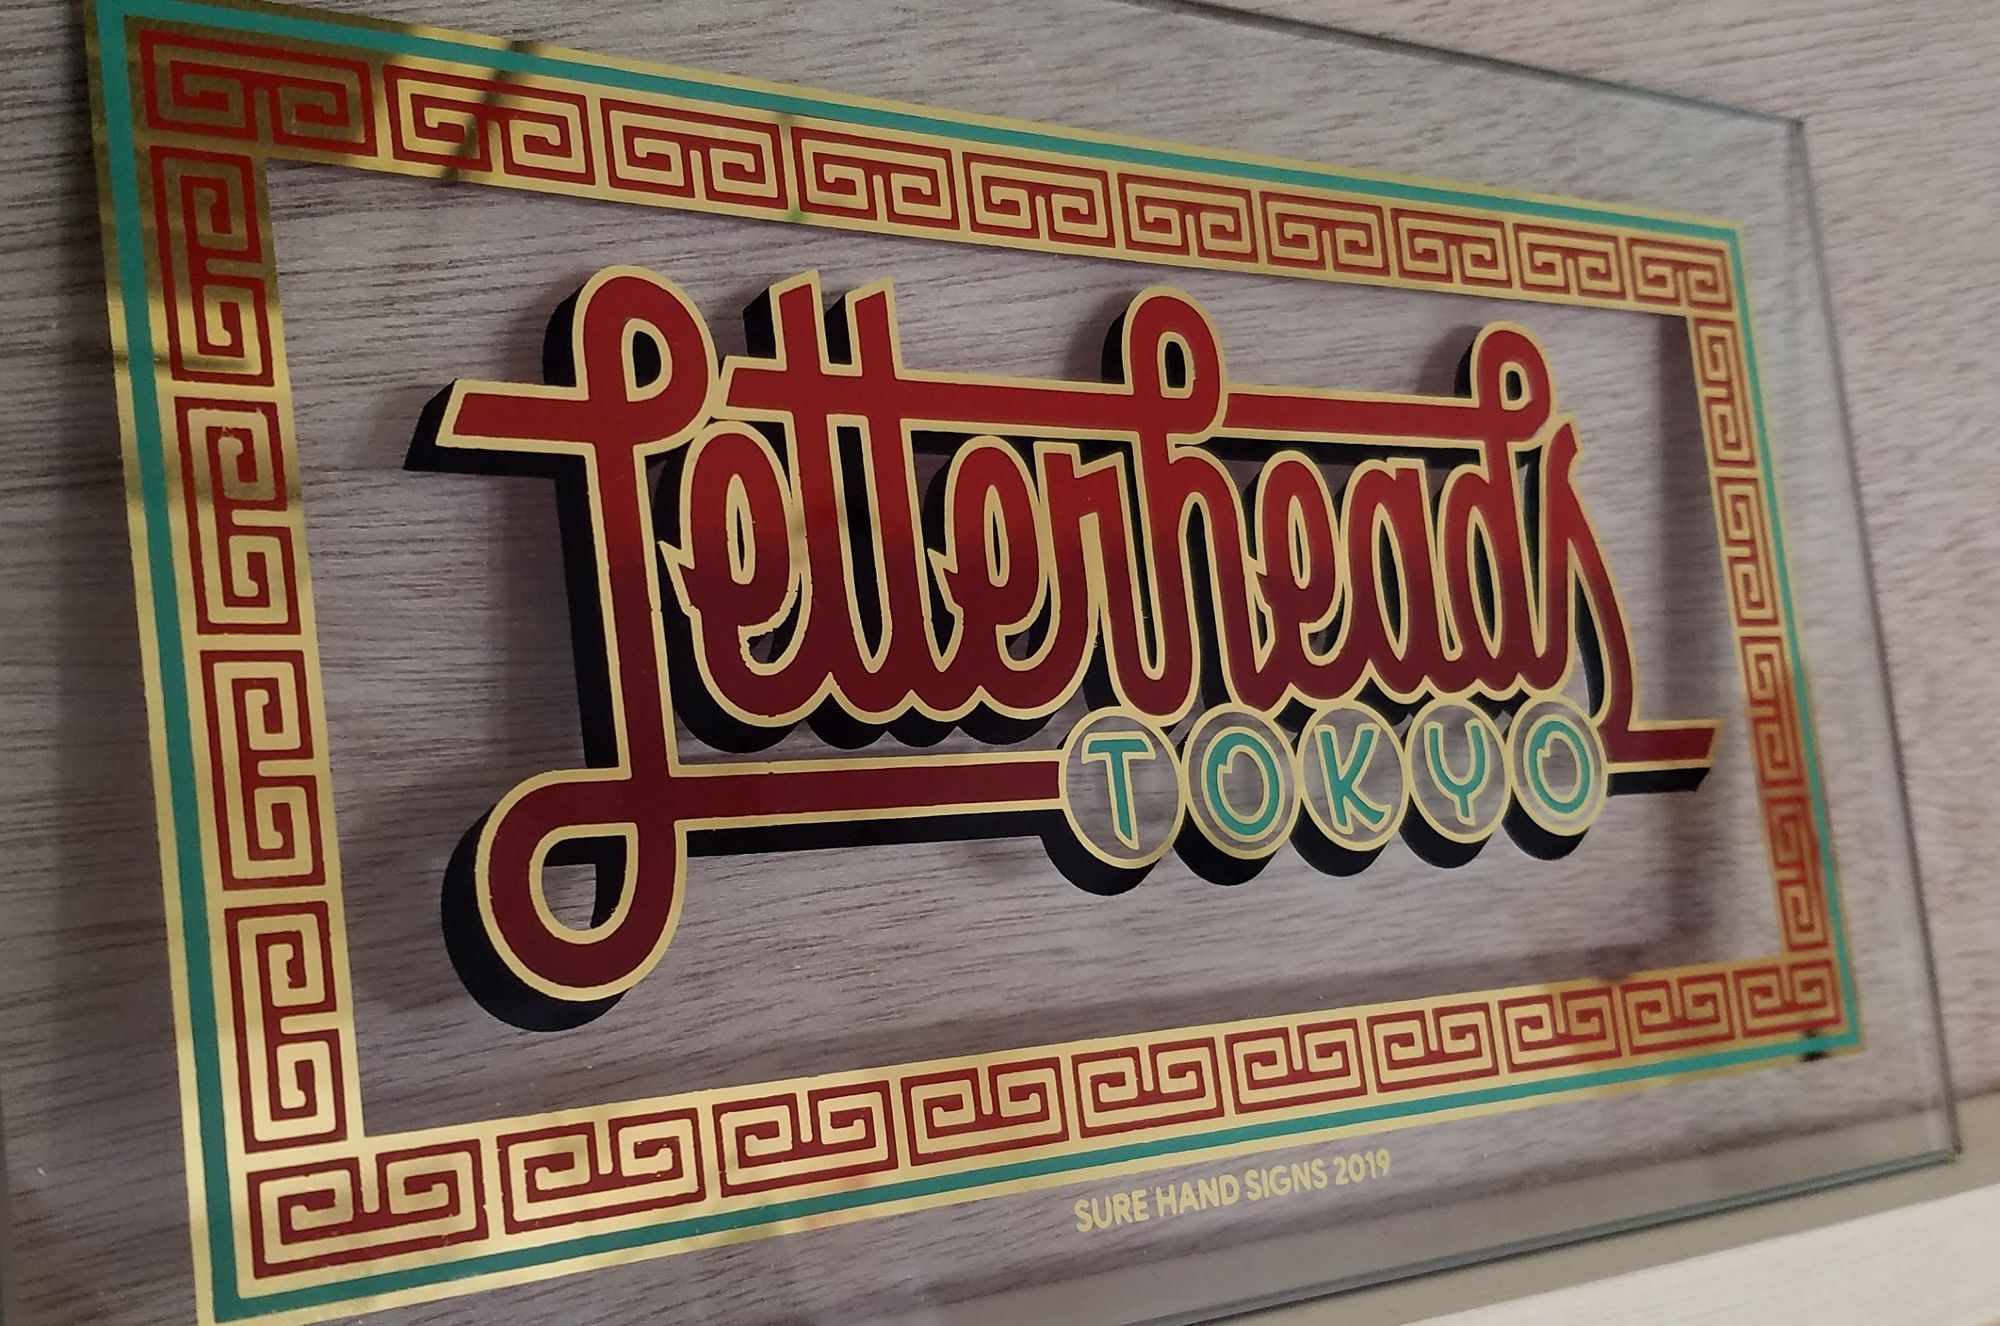 Letterheads
TOKYO
SURE HAND SIGNS 2019